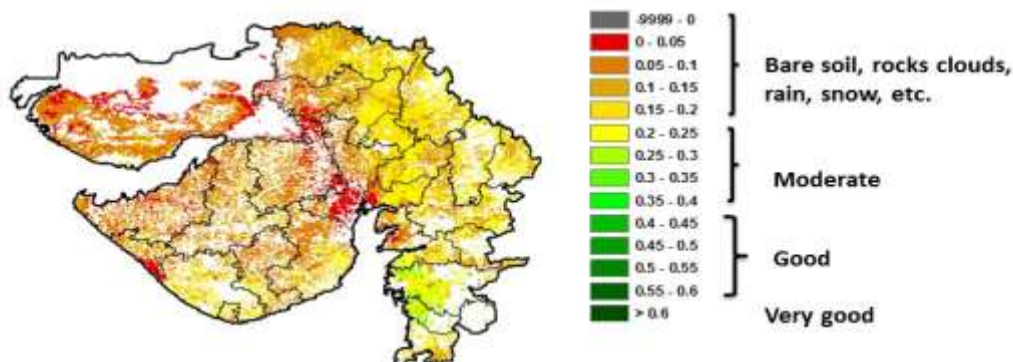 -9999 - 0
0 - 0.05
0.05 - 0.1
0.1 - 0.15
0.15 - 0.2
0.2 - 0.25
0.25 - 0.3
0.3 - 0.35
0.35 - 0.4
0.4 - 0.45
0.45 - 0.5
0.5 - 0.55
0.55 - 0.6
> 0.6
Bare soil, rocks clouds,
rain, snow, etc.
Moderate
Good
Very good